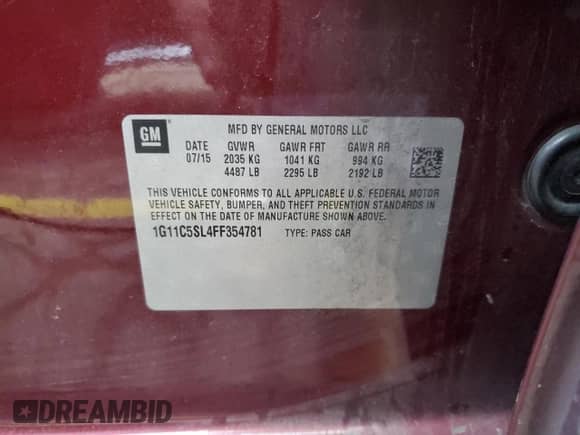 GM
MFD BY GENERAL MOTORS LLC
DATE GVWR GAWR FRT GAWR RR
07/15 2035 KG 1041 KG 994 KG
4487 LB 2295 LB 2192 LB
THIS VEHICLE CONFORMS TO ALL APPLICABLE U.S. FEDERAL MOTOR
VEHICLE SAFETY, BUMPER, AND THEFT PREVENTION STANDARDS IN
EFFECT ON THE DATE OF MANUFACTURE SHOWN ABOVE.
1G11C5SL4FF354781 TYPE: PASS CAR
DREAMBID